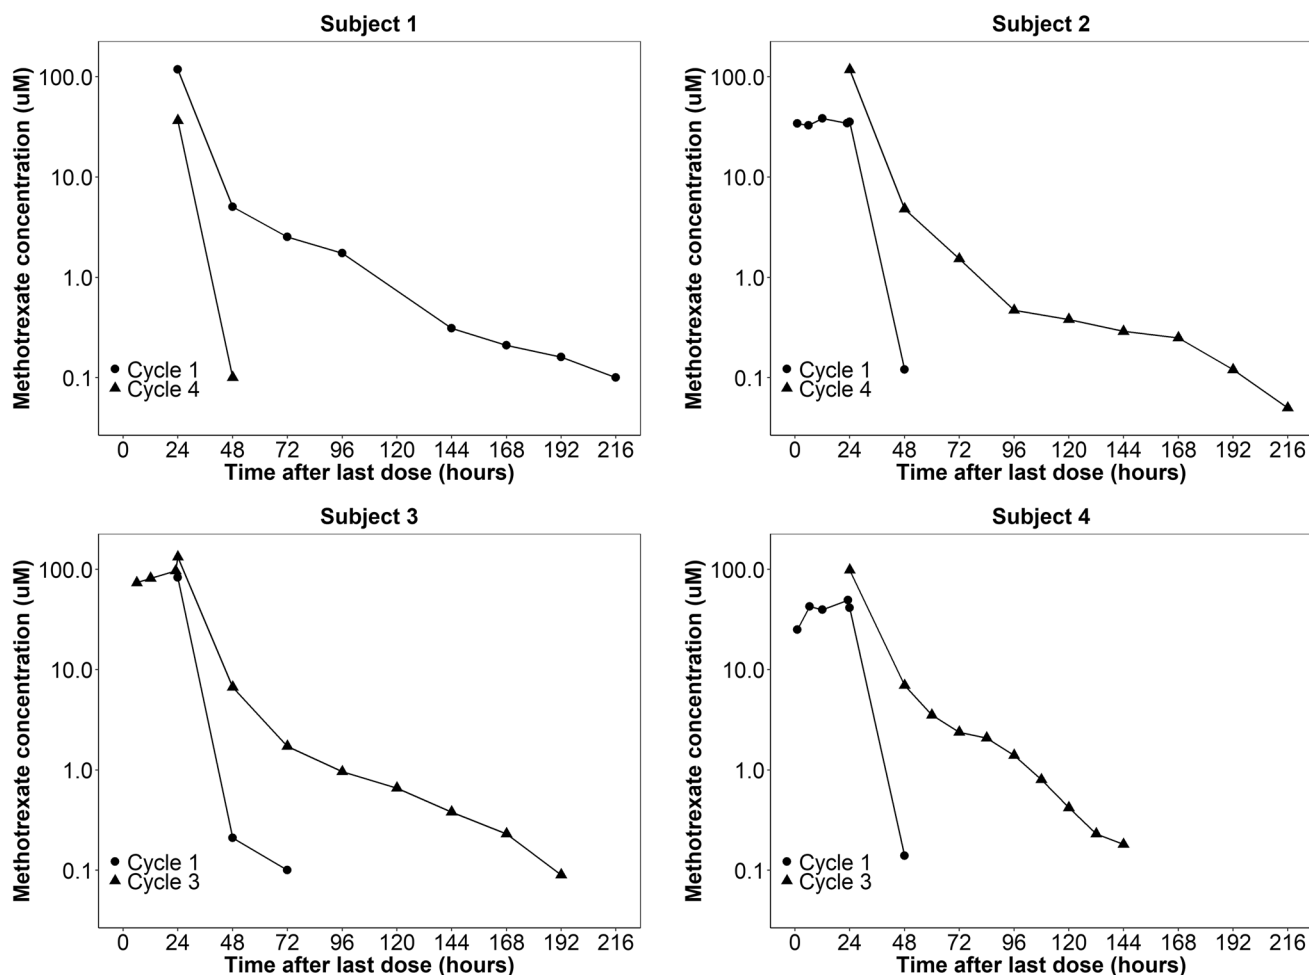 Subject 1
Methotrexate concentration (uM)
100.0
10.0
1.0
0.1
Cycle 1
Cycle 4
0 24 48 72 96 120 144 168 192 216
Time after last dose (hours)
Subject 2
Methotrexate concentration (uM)
100.0
10.0
1.0
0.1
Cycle 1
Cycle 4
0 24 48 72 96 120 144 168 192 216
Time after last dose (hours)
Subject 3
Methotrexate concentration (uM)
100.0
10.0
1.0
0.1
Cycle 1
Cycle 3
0 24 48 72 96 120 144 168 192 216
Time after last dose (hours)
Subject 4
Methotrexate concentration (uM)
100.0
10.0
1.0
0.1
Cycle 1
Cycle 3
0 24 48 72 96 120 144 168 192 216
Time after last dose (hours)